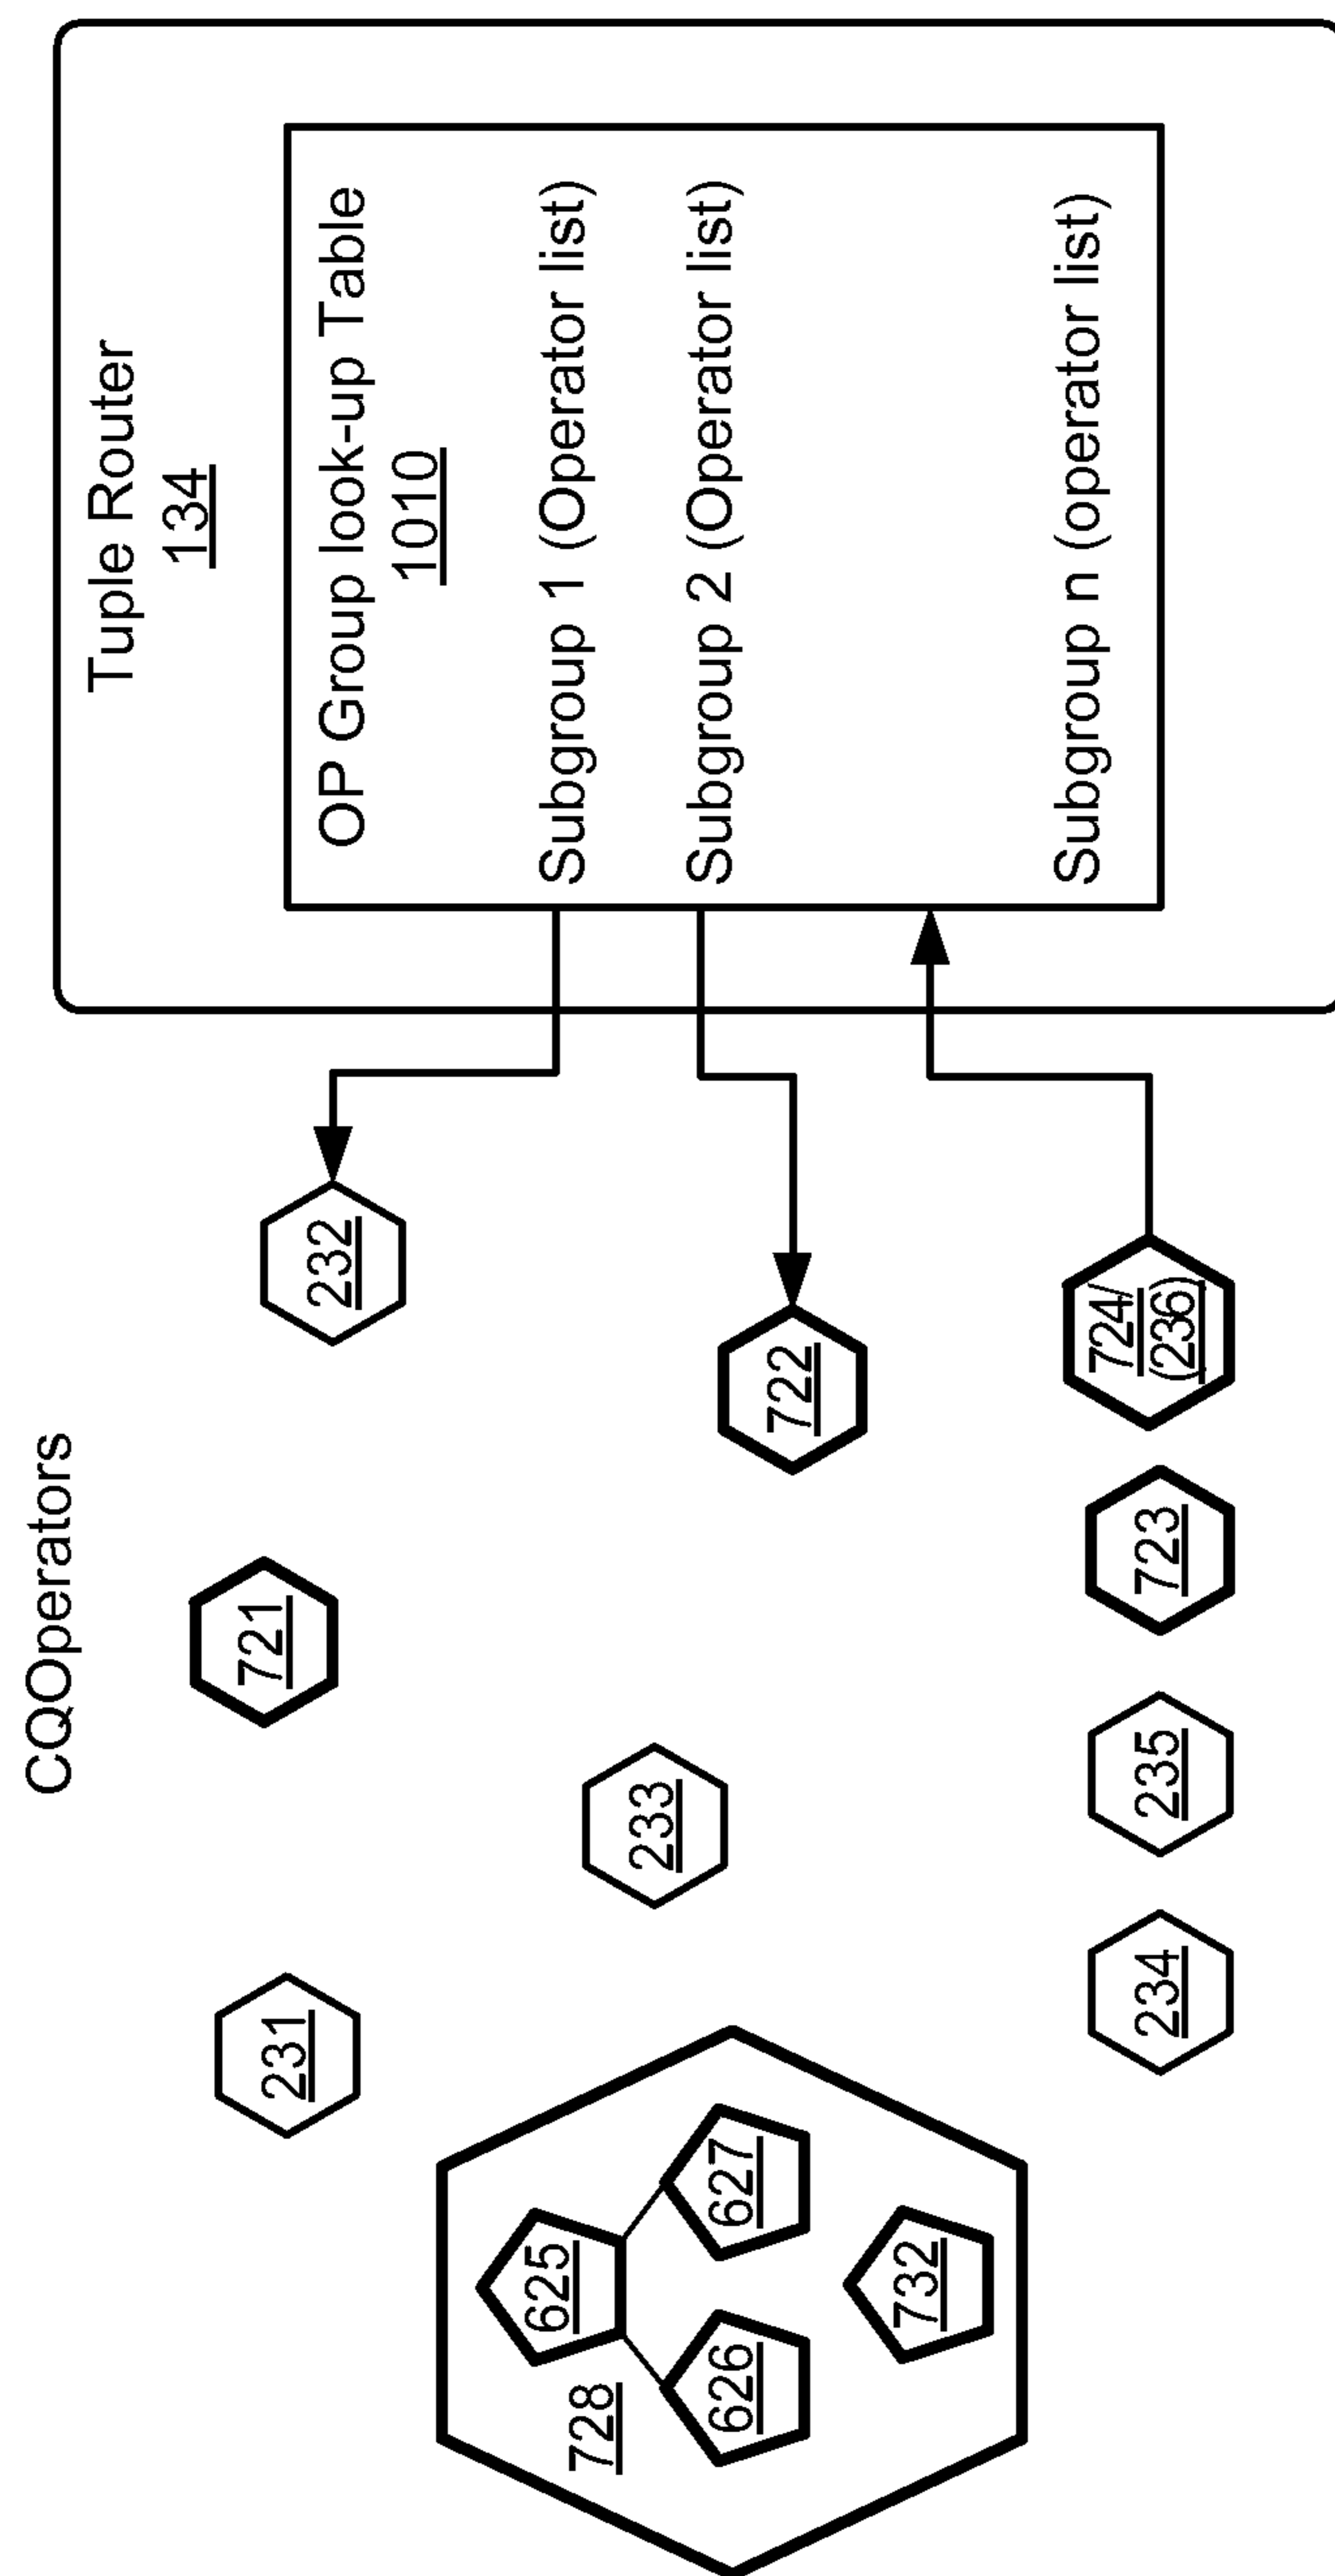 CQOperators
Tuple Router
134
OP Group look-up Table
1010
Subgroup 1 (Operator list)
Subgroup 2 (Operator list)
Subgroup n (operator list)
231
721
232
728
625
626
627
732
233
722
234
235
723
724/
(236)